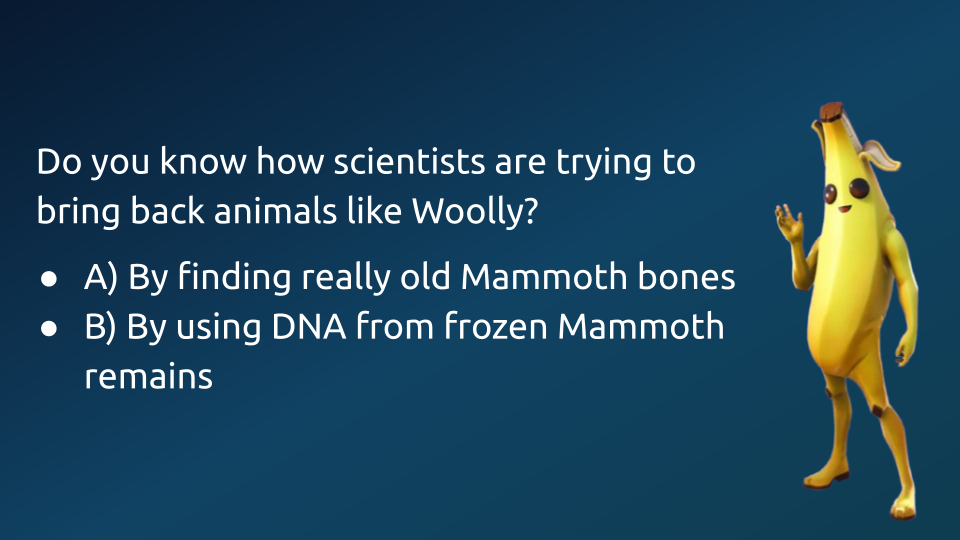 Do you know how scientists are trying to
bring back animals like Woolly?
● A) By finding really old Mammoth bones
● B) By using DNA from frozen Mammoth
remains